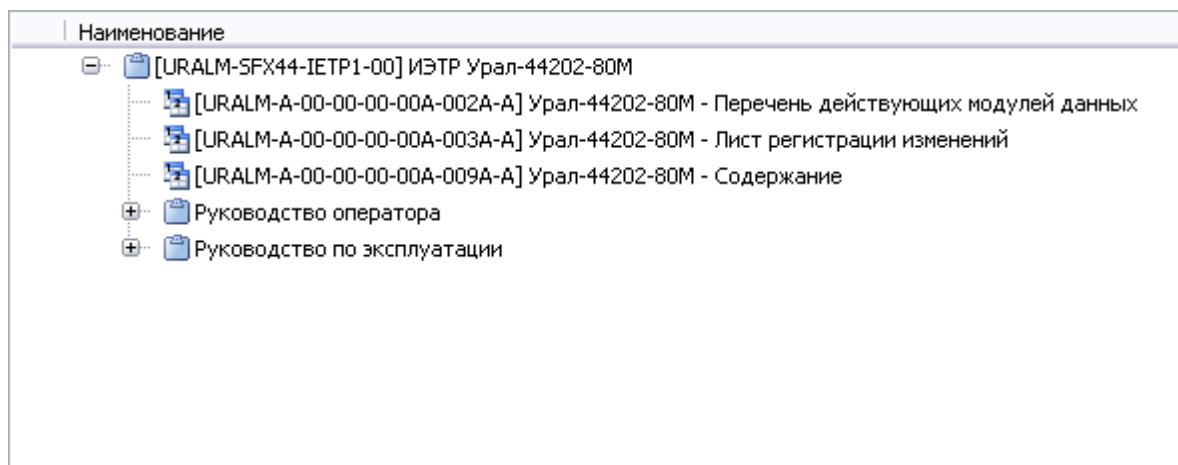 Наименование
[URALM-SFX44-IETP1-00] ИЭТР Урал-44202-80М
[URALM-A-00-00-00-00A-002A-A] Урал-44202-80М - Перечень действующих модулей данных
[URALM-A-00-00-00-00A-003A-A] Урал-44202-80М - Лист регистрации изменений
[URALM-A-00-00-00-00A-009A-A] Урал-44202-80М - Содержание
Руководство оператора
Руководство по эксплуатации